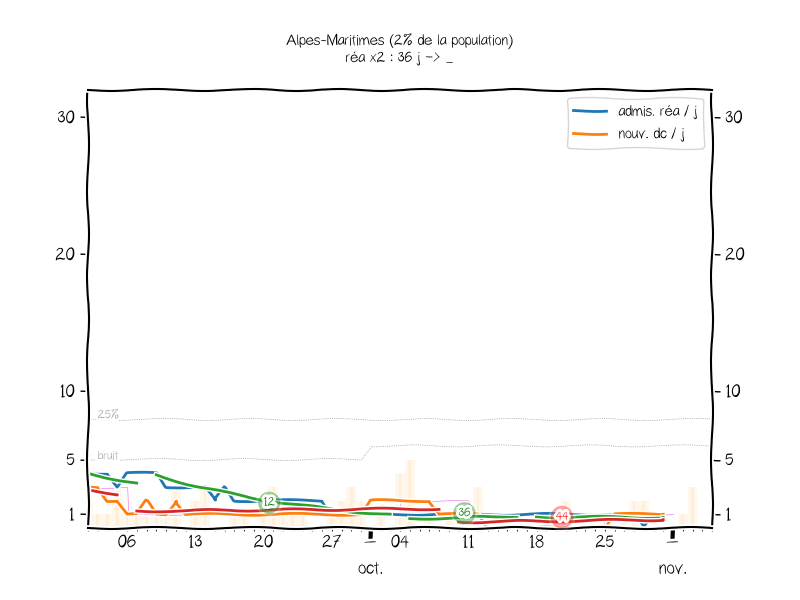 Alpes-Maritimes (2% de la population)
réa x2 : 36 j -> _
30
30
admis. réa / j
nouv. dc / j
20
20
10
10
25%
bruit
5
5
12
36
44
1
1
06 13 20 27 _ 04 11 18 25 _
oct. nov.